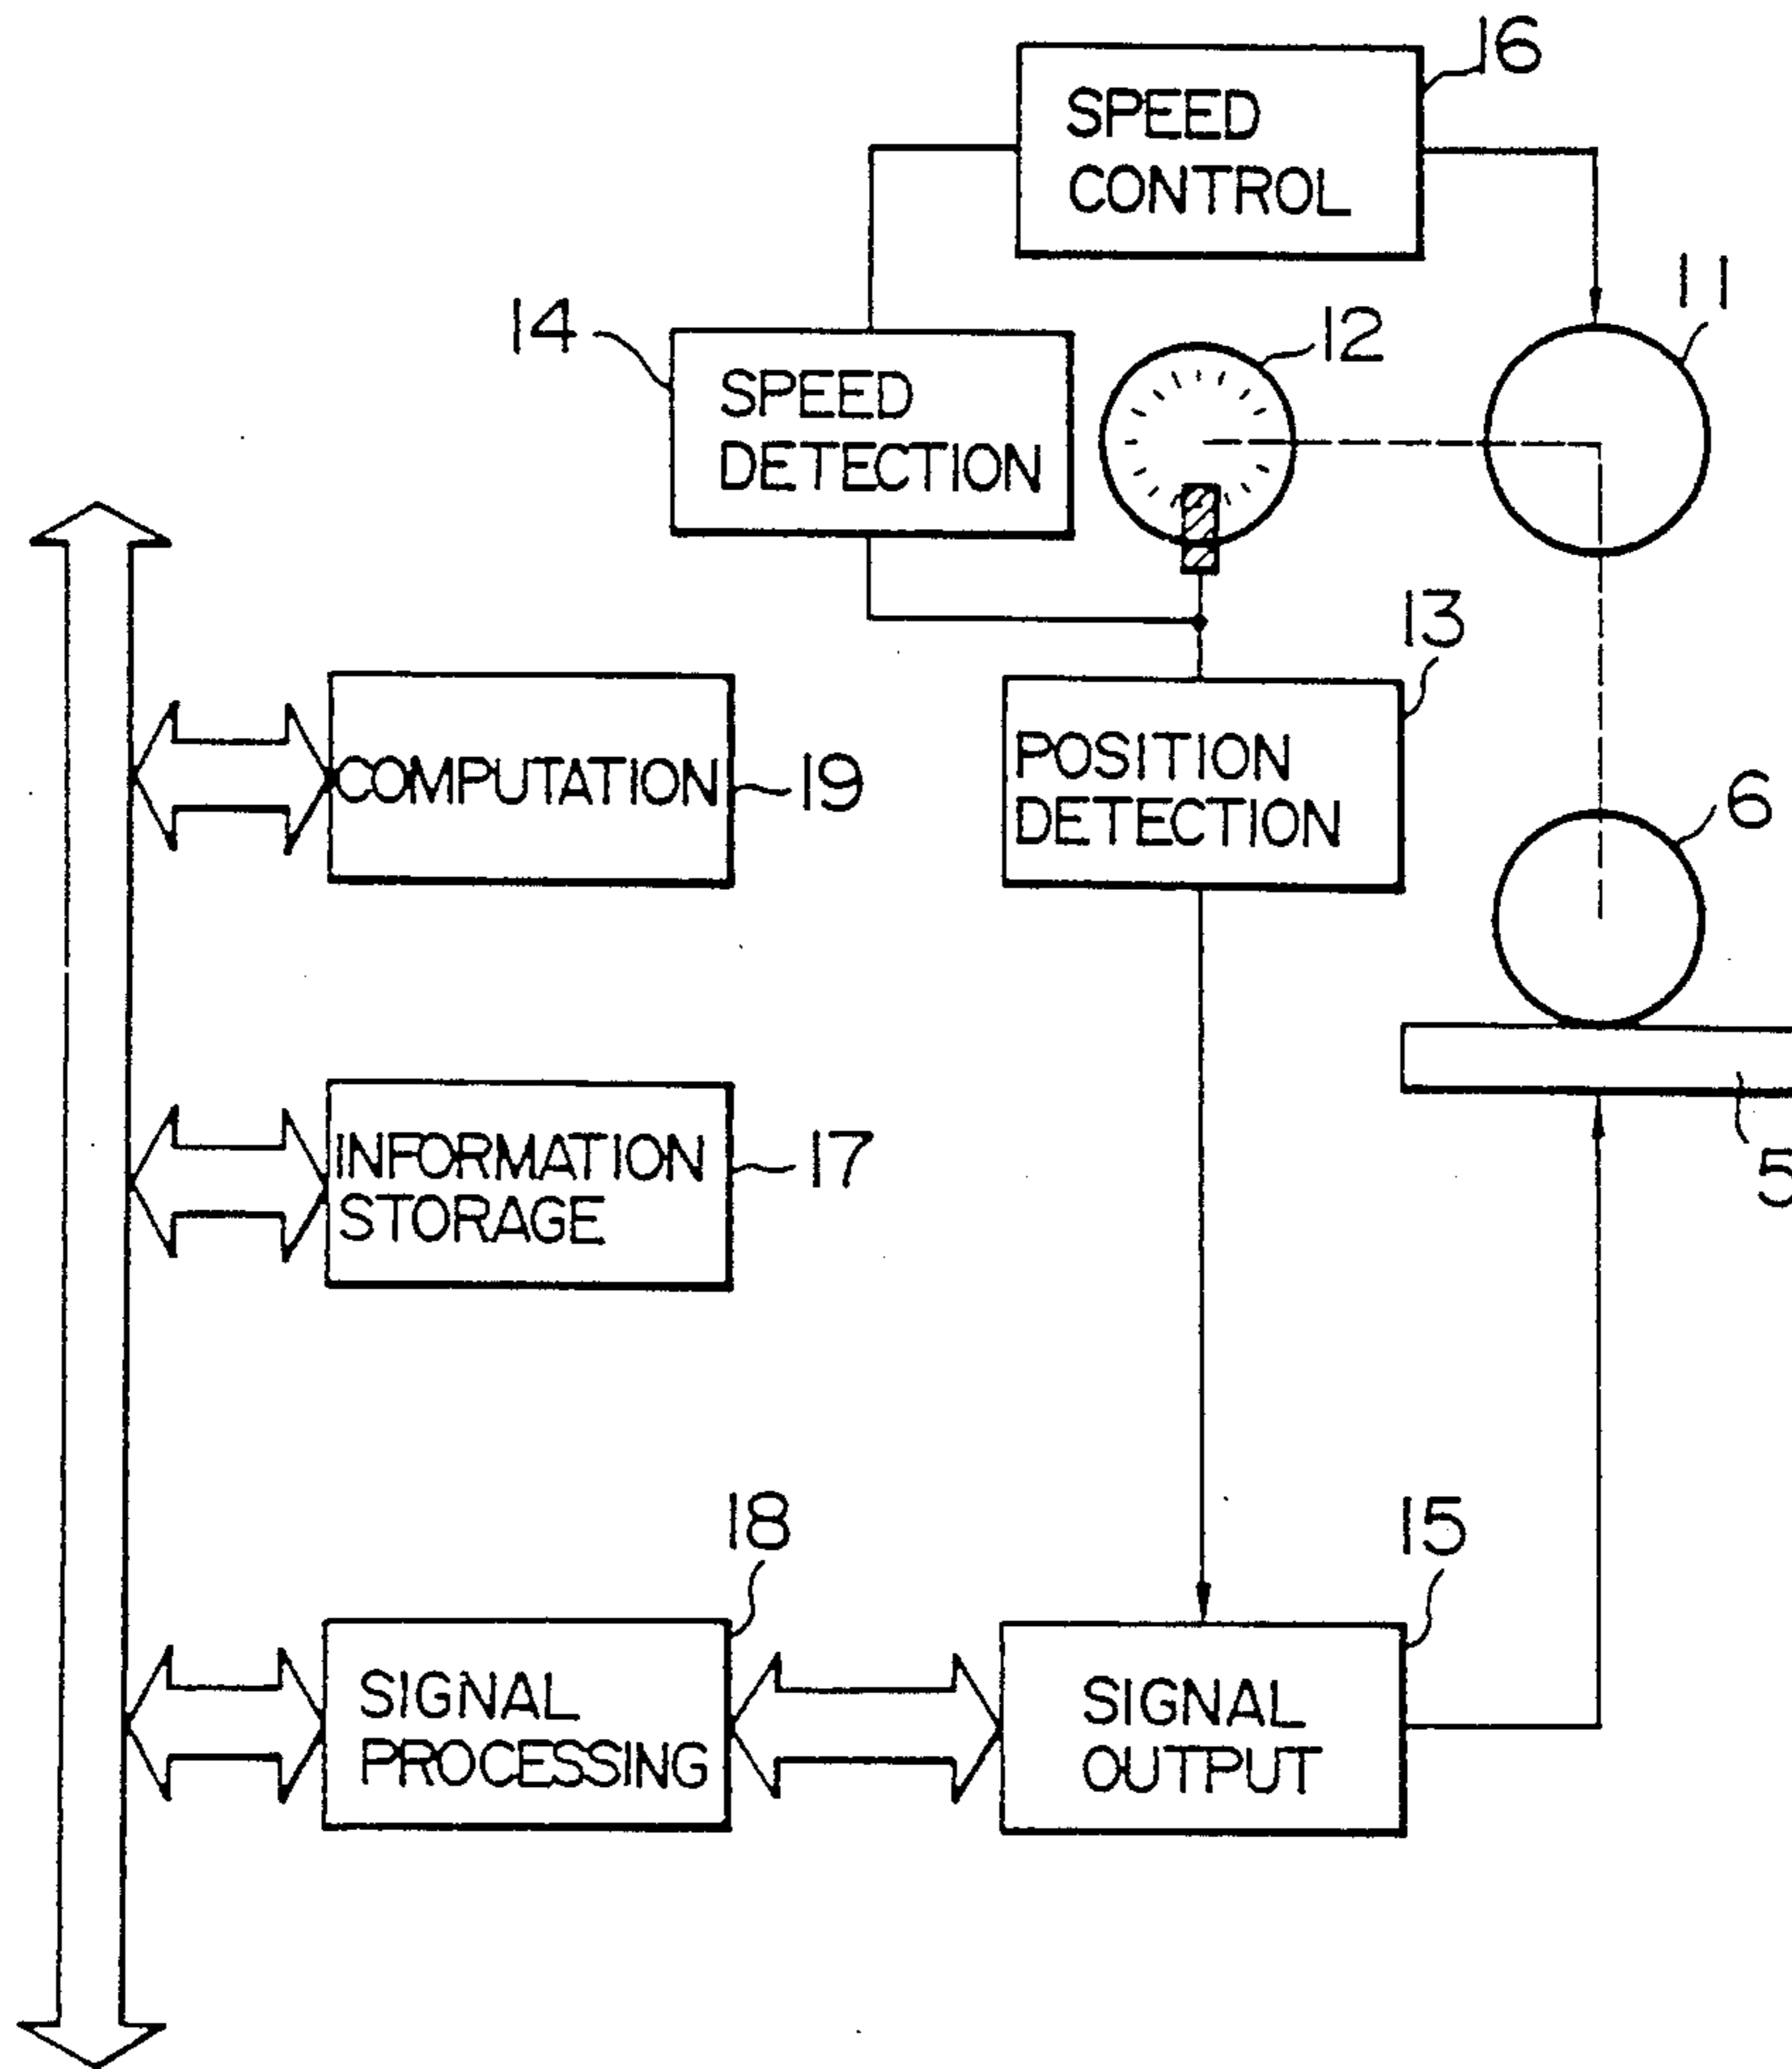 16
SPEED
CONTROL
11
14
12
SPEED
DETECTION
13
COMPUTATION
19
POSITION
DETECTION
6
INFORMATION
STORAGE
17
5
18
15
SIGNAL
PROCESSING
SIGNAL
OUTPUT